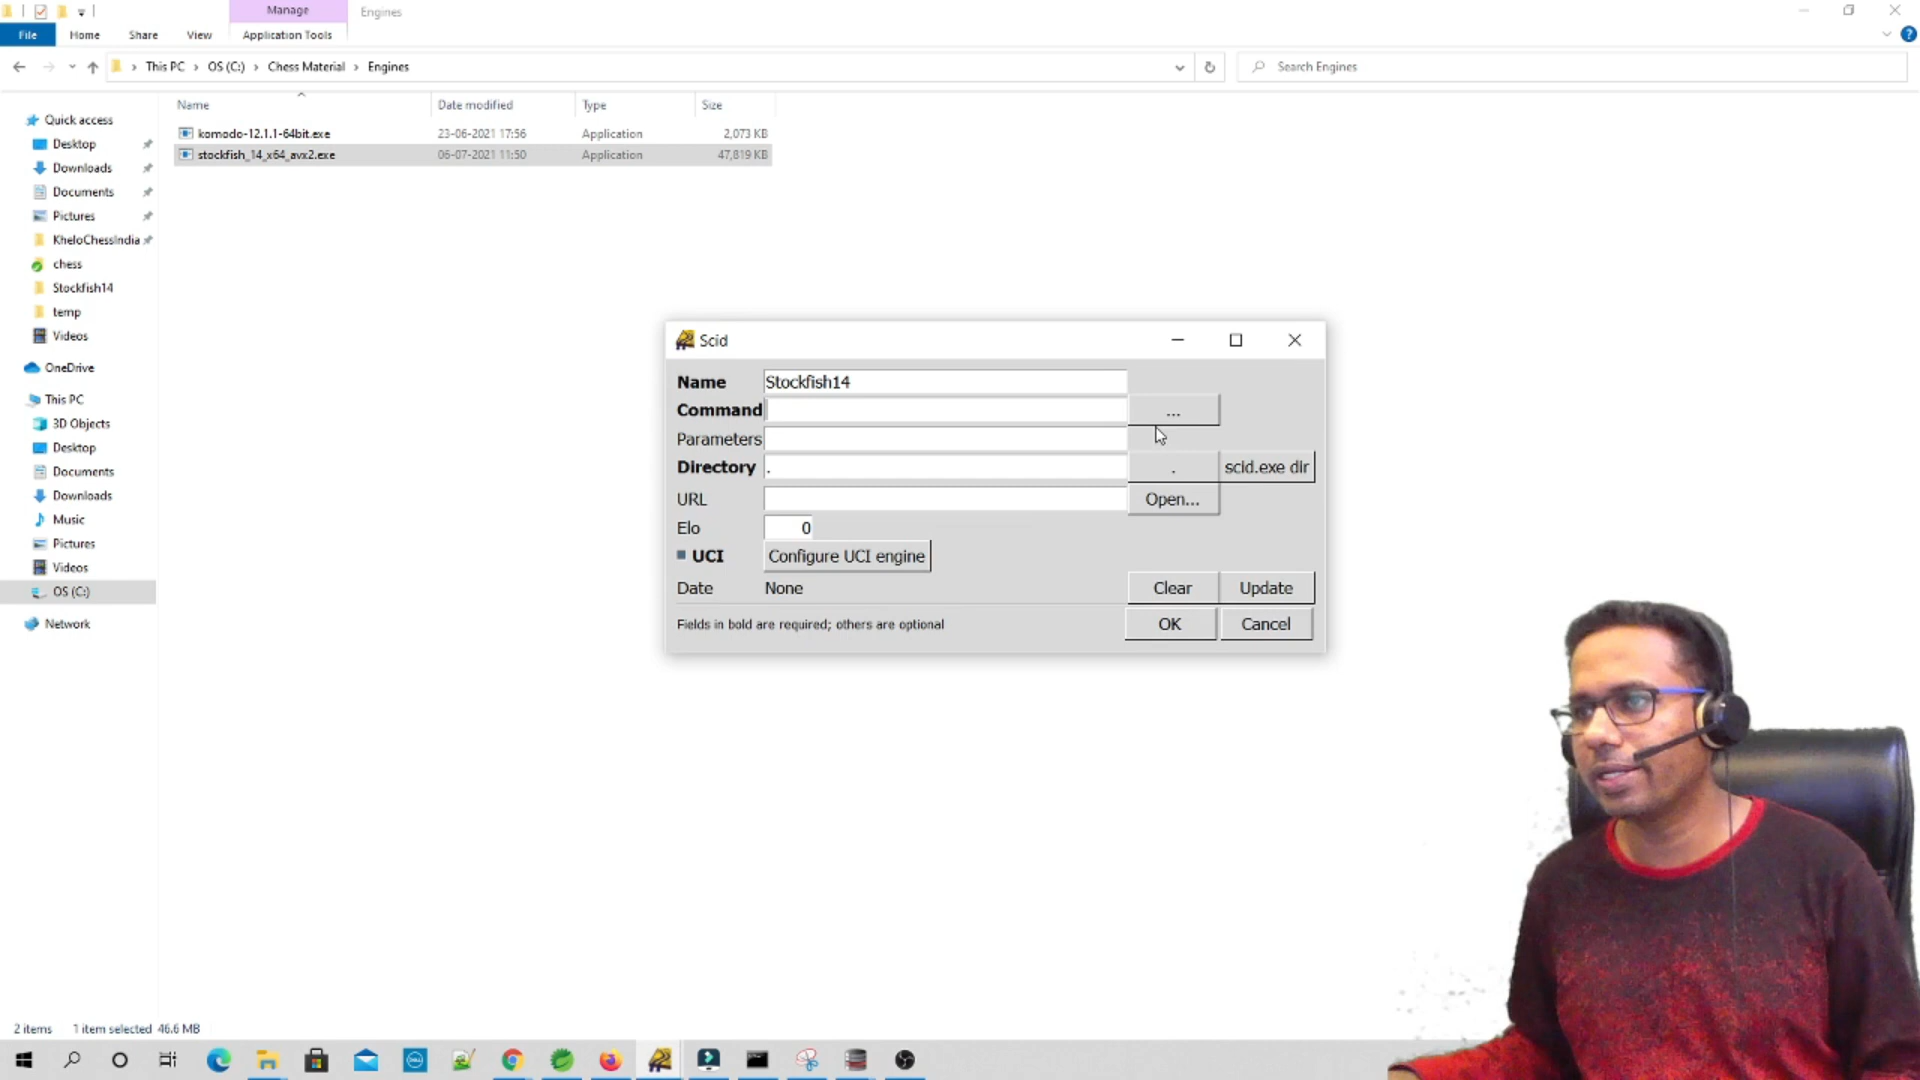 Manage
Engines
File
Home
Share
View
Application Tools
This PC
OS (C:)
Chess Material
Engines
Search Engines
Name
Date modified
Type
Size
komodo-12.1.1-64bit.exe
23-06-2021 17:56
Application
2,073 KB
stockfish_14_x64_avx2.exe
06-07-2021 11:50
Application
47,819 KB
Quick access
Desktop
Downloads
Documents
Pictures
KheloChessIndia
chess
Stockfish14
temp
Videos
OneDrive
This PC
3D Objects
Desktop
Documents
Downloads
Music
Pictures
Videos
OS (C:)
Network
Scid
Name
Stockfish14
Command
...
Parameters
Directory
.
.
scid.exe dir
URL
Open...
Elo
0
UCI
Configure UCI engine
Date
None
Clear
Update
Fields in bold are required; others are optional
OK
Cancel
2 items
1 item selected 46.6 MB
DELL